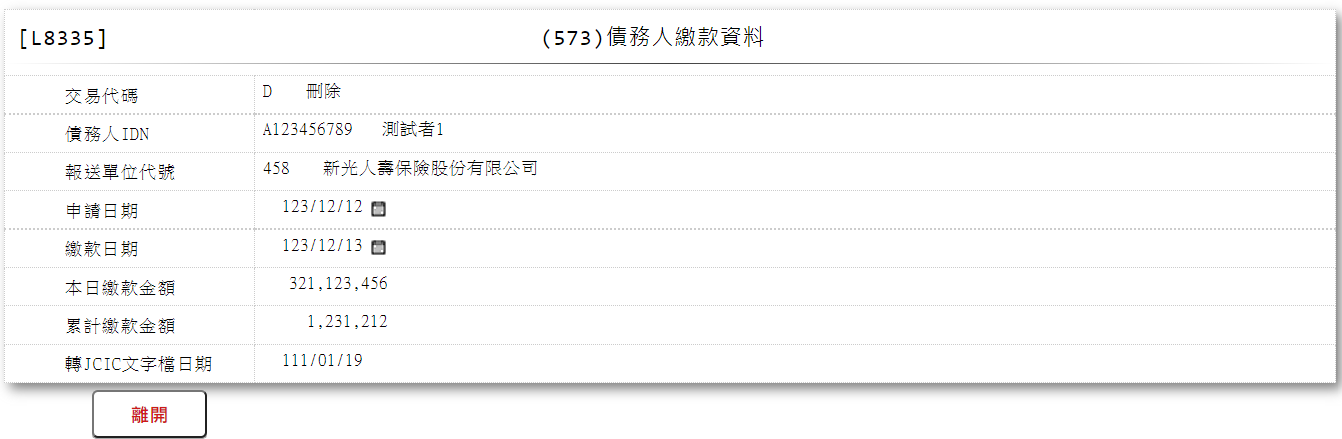 [L8335] (573)債務人繳款資料
交易代碼 D 刪除
債務人IDN A123456789 測試者1
報送單位代號 458 新光人壽保險股份有限公司
申請日期 123/12/12
繳款日期 123/12/13
本日繳款金額 321,123,456
累計繳款金額 1,231,212
轉JCIC文字檔日期 111/01/19
離開